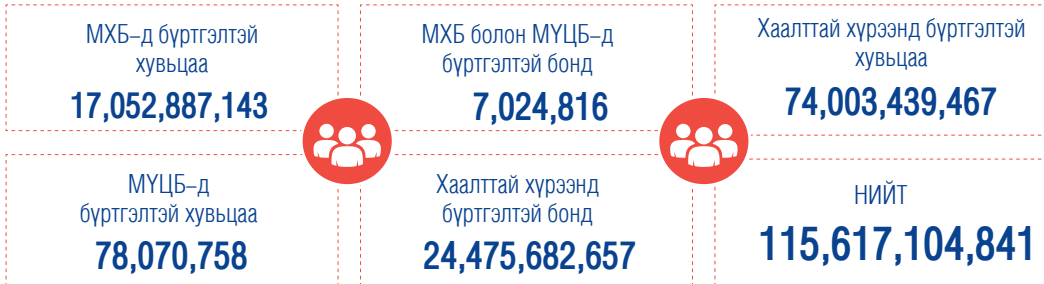 МХБ–д бүртгэлтэй
хувьцаа
17,052,887,143
МХБ болон МҮЦБ–д
бүртгэлтэй бонд
7,024,816
Хаалттай хүрээнд бүртгэлтэй
хувьцаа
74,003,439,467
МҮЦБ–д
бүртгэлтэй хувьцаа
78,070,758
Хаалттай хүрээнд
бүртгэлтэй бонд
24,475,682,657
НИЙТ
115,617,104,841